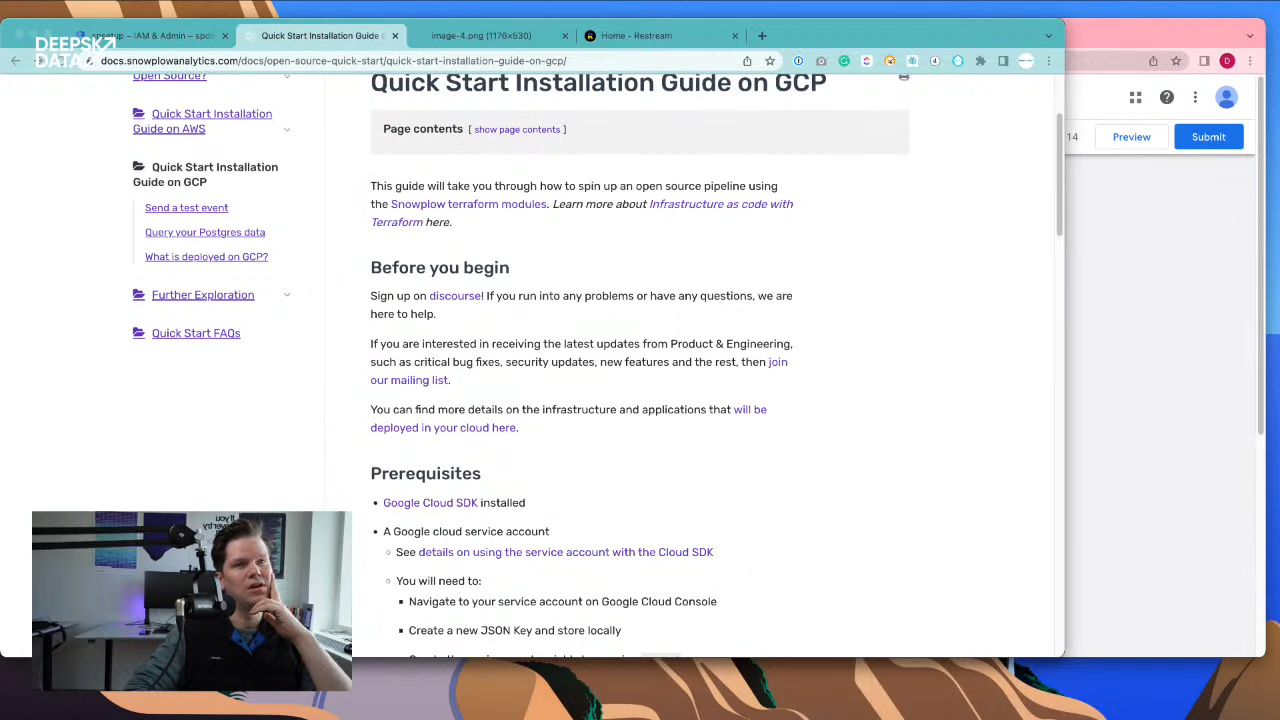 spsetup – IAM & Admin – spd
Quick Start Installation Guide o
image-4.png (1176×530)
Home - Restream
DEEPSKY DATA
docs.snowplowanalytics.com/docs/open-source-quick-start/quick-start-installation-guide-on-gcp/
D
Open Source?
Quick Start Installation
Guide on AWS
Quick Start Installation
Guide on GCP
Send a test event
Query your Postgres data
What is deployed on GCP?
Further Exploration
Quick Start FAQs
Quick Start Installation Guide on GCP
Page contents [ show page contents ]
This guide will take you through how to spin up an open source pipeline using
the Snowplow terraform modules. Learn more about Infrastructure as code with
Terraform here.
Before you begin
Sign up on discourse! If you run into any problems or have any questions, we are
here to help.
If you are interested in receiving the latest updates from Product & Engineering,
such as critical bug fixes, security updates, new features and the rest, then join
our mailing list.
You can find more details on the infrastructure and applications that will be
deployed in your cloud here.
Prerequisites
Google Cloud SDK installed
A Google cloud service account
See details on using the service account with the Cloud SDK
You will need to:
Navigate to your service account on Google Cloud Console
Create a new JSON Key and store locally
14
Preview
Submit